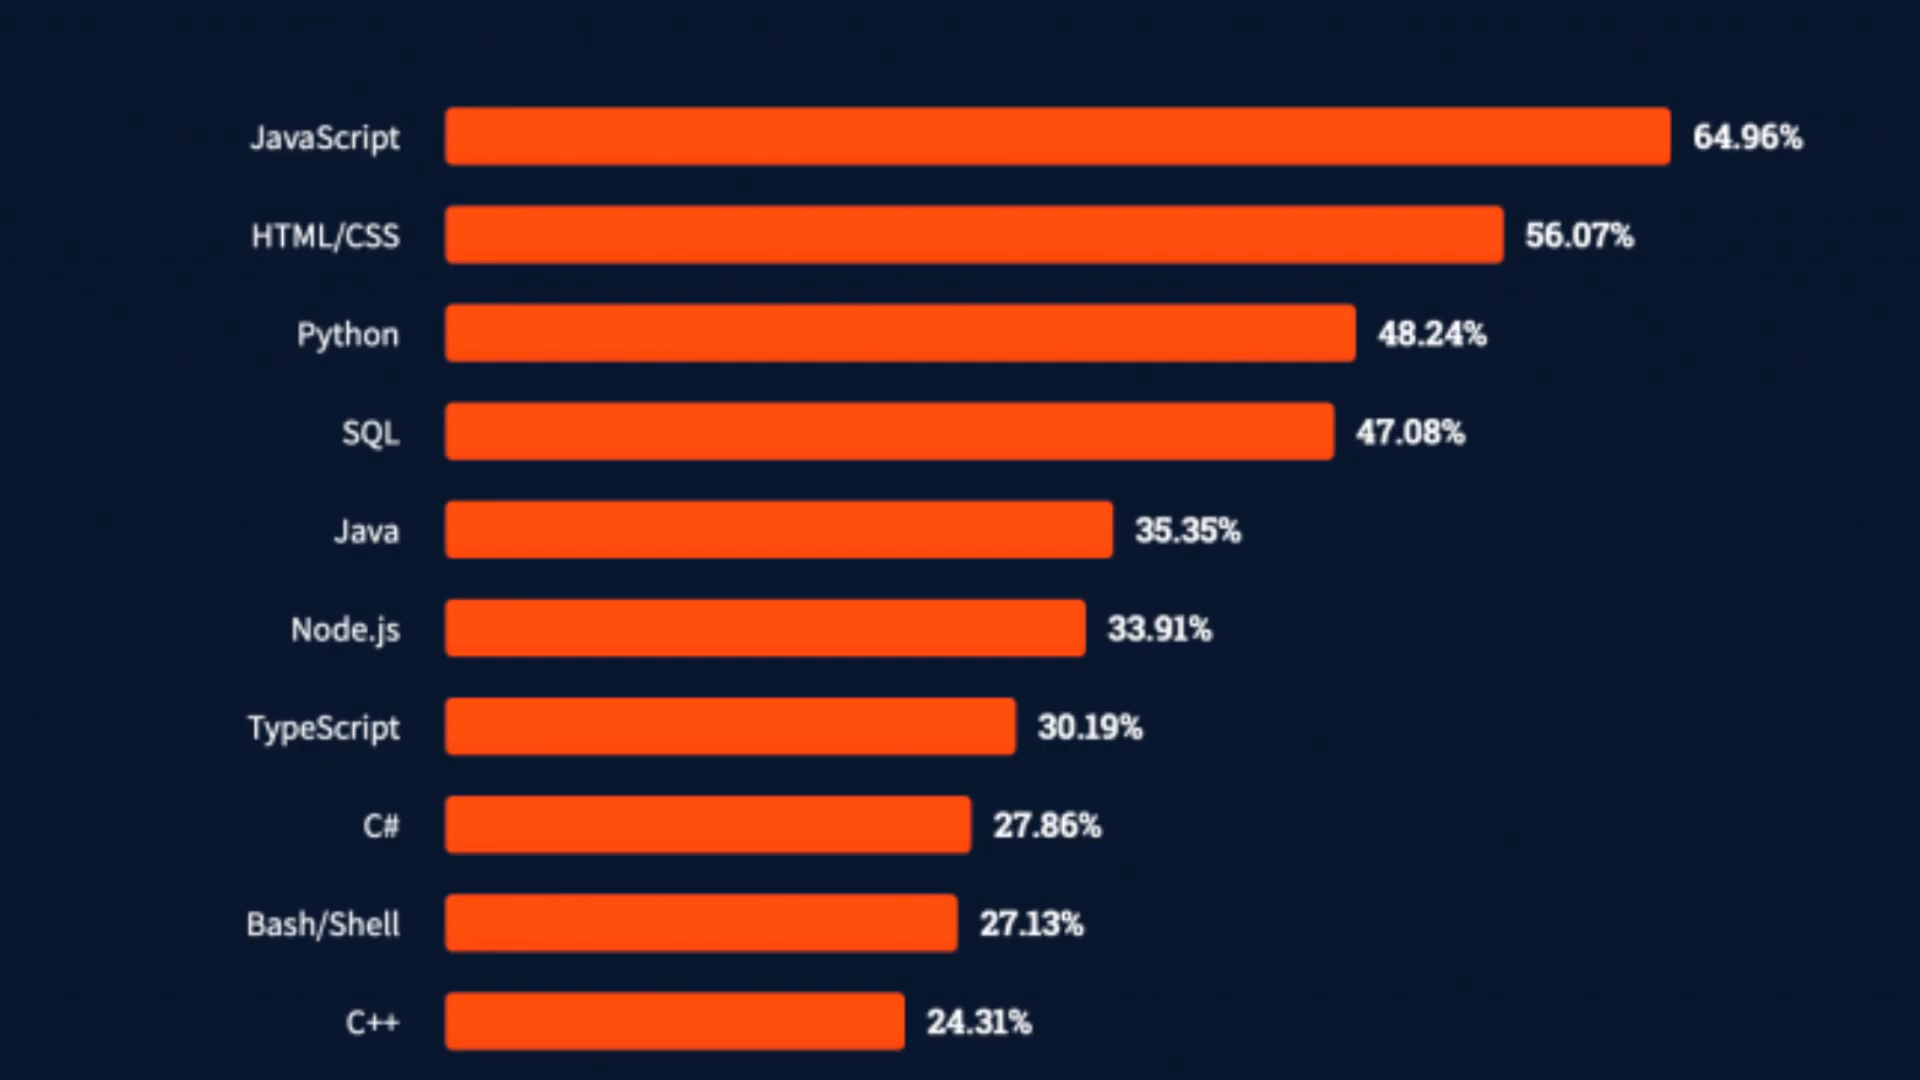 JavaScript 64.96%
HTML/CSS 56.07%
Python 48.24%
SQL 47.08%
Java 35.35%
Node.js 33.91%
TypeScript 30.19%
C# 27.86%
Bash/Shell 27.13%
C++ 24.31%